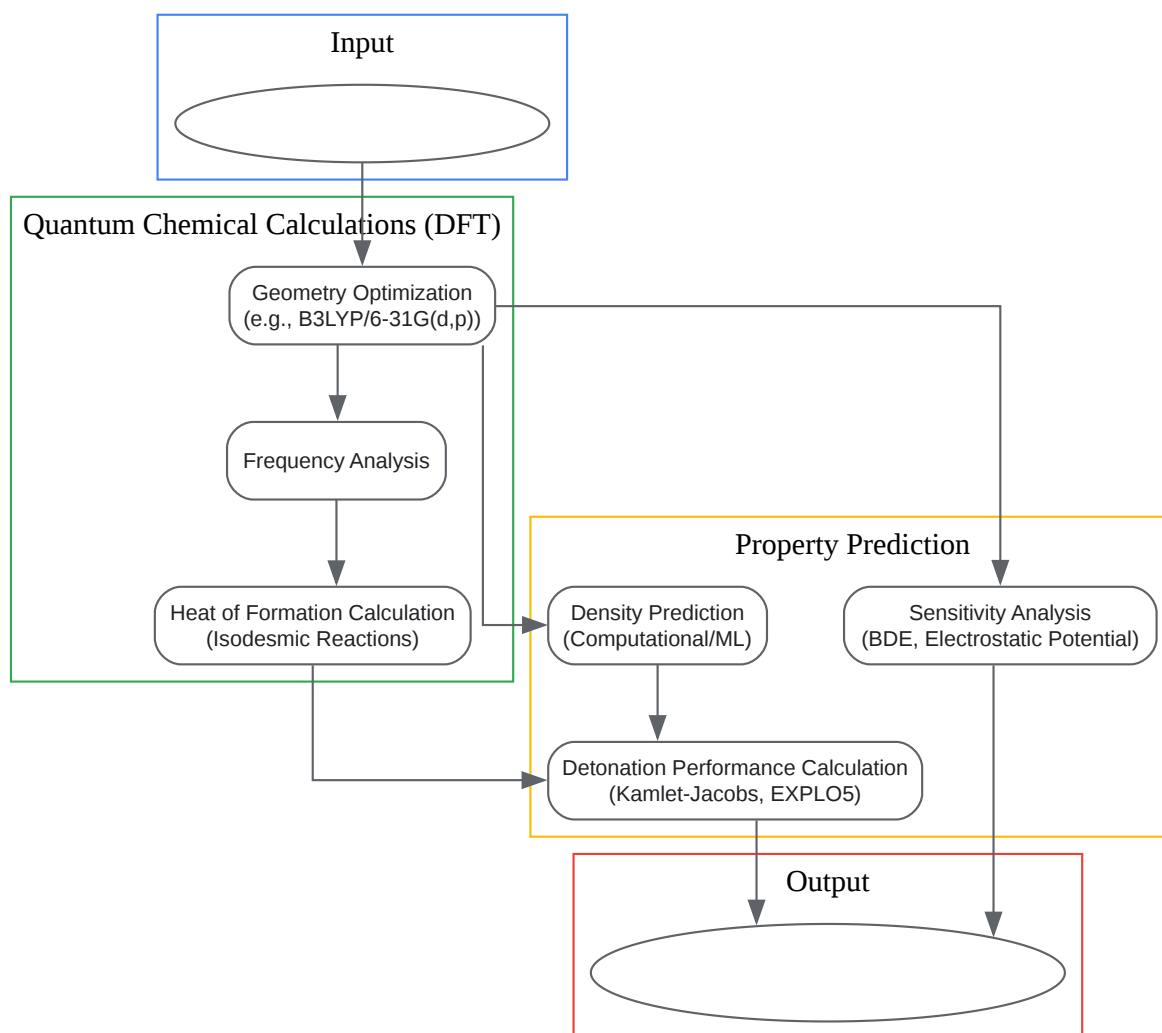 Input
Quantum Chemical Calculations (DFT)
Geometry Optimization
(e.g., B3LYP/6-31G(d,p))
Frequency Analysis
Heat of Formation Calculation
(Isodesmic Reactions)
Property Prediction
Density Prediction
(Computational/ML)
Sensitivity Analysis
(BDE, Electrostatic Potential)
Detonation Performance Calculation
(Kamlet-Jacobs, EXPLO5)
Output